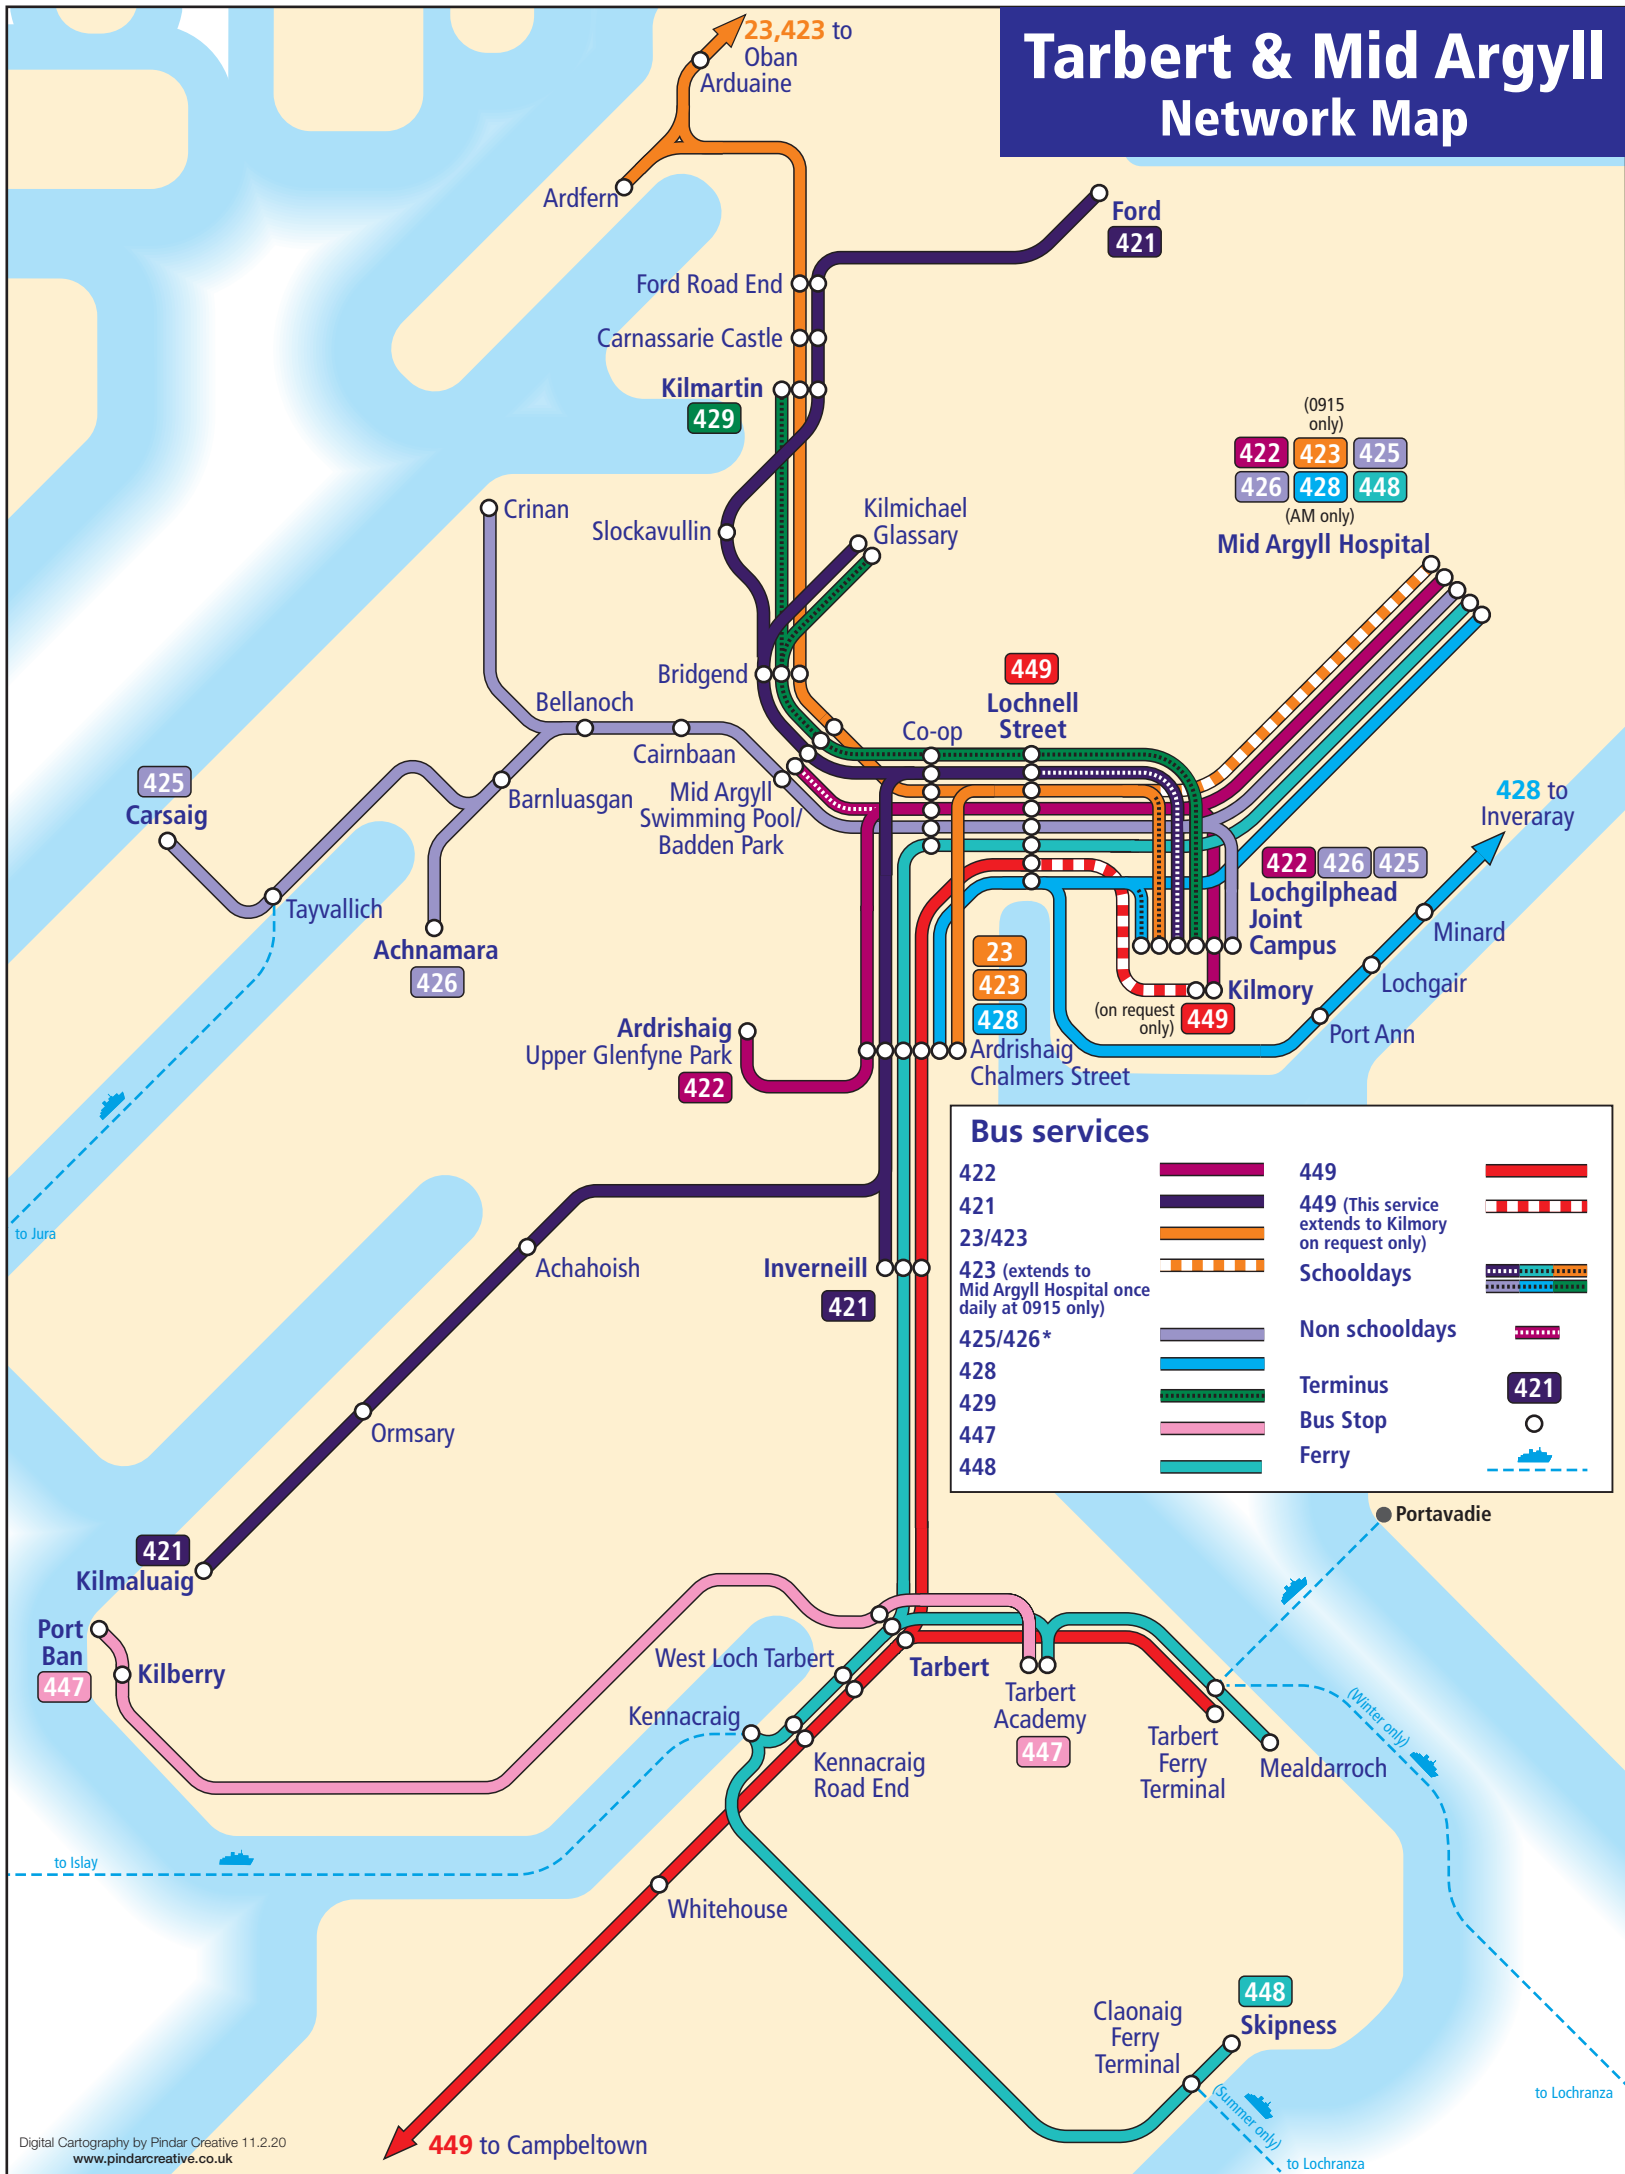 Tarbert & Mid Argyll
Network Map
23,423 to
Oban
Arduaine
Ardfern
Ford
421
Ford Road End
Carnassarie Castle
Kilmartin
429
(0915
only)
422 423 425
426 428 448
(AM only)
Mid Argyll Hospital
Crinan
Slockavullin
Kilmichael
Glassary
Bridgend
449
Lochnell
Street
Co-op
Bellanoch
Cairnbaan
Barnluasgan
Mid Argyll
Swimming Pool/
Badden Park
425
Carsaig
Tayvallich
Achnamara
426
428 to
Inveraray
422 426 425
Lochgilphead
Joint
Campus
Minard
Lochgair
Port Ann
Kilmory
(on request
only) 449
23
423
428
Ardrishaig
Chalmers Street
Ardrishaig
Upper Glenfyne Park
422
to Jura
Achahoish
Inverneill
421
Ormsary
421
Kilmaluaig
Bus services
422
421
23/423
423 (extends to
Mid Argyll Hospital once
daily at 0915 only)
425/426*
428
429
447
448
449
449 (This service
extends to Kilmory
on request only)
Schooldays
Non schooldays
Terminus 421
Bus Stop
Ferry
Portavadie
Port
Ban
447
Kilberry
West Loch Tarbert
Tarbert
Kennacraig
Kennacraig
Road End
Tarbert
Academy
447
Tarbert
Ferry
Terminal
Mealdarroch
(Winter only)
to Islay
Whitehouse
448
Skipness
Claonaig
Ferry
Terminal
(Summer only)
to Lochranza
to Lochranza
449 to Campbeltown
Digital Cartography by Pindar Creative 11.2.20
www.pindarcreative.co.uk